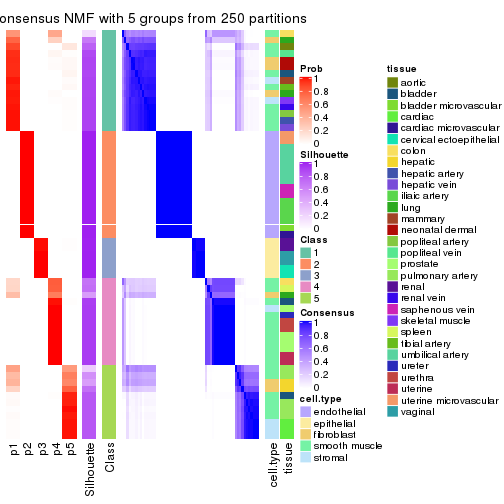 onsensus NMF with 5 groups from 250 partitions
Prob
1
0.8
0.6
0.4
0.2
0
Silhouette
1
0.8
0.6
0.4
0.2
0
Class
1
2
3
4
5
Consensus
1
0.8
0.6
0.4
0.2
0
cell.type
endothelial
epithelial
fibroblast
smooth muscle
stromal
tissue
aortic
bladder
bladder microvascular
cardiac
cardiac microvascular
cervical ectoepithelial
colon
hepatic
hepatic artery
hepatic vein
iliaic artery
lung
mammary
neonatal dermal
popliteal artery
popliteal vein
prostate
pulmonary artery
renal
renal vein
saphenous vein
skeletal muscle
spleen
tibial artery
umbilical artery
ureter
urethra
uterine
uterine microvascular
vaginal
p1
p2
p3
p4
p5
Silhouette
Class
cell.type
tissue